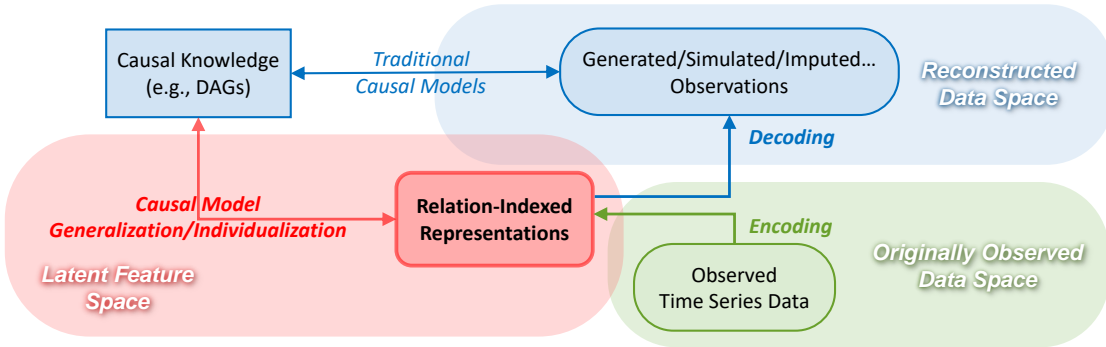 Causal Knowledge
(e.g., DAGs)
Traditional
Causal Models
Generated/Simulated/Imputed...
Observations
Reconstructed
Data Space
Decoding
Causal Model
Generalization/Individualization
Relation-Indexed
Representations
Encoding
Latent Feature
Space
Observed
Time Series Data
Originally Observed
Data Space